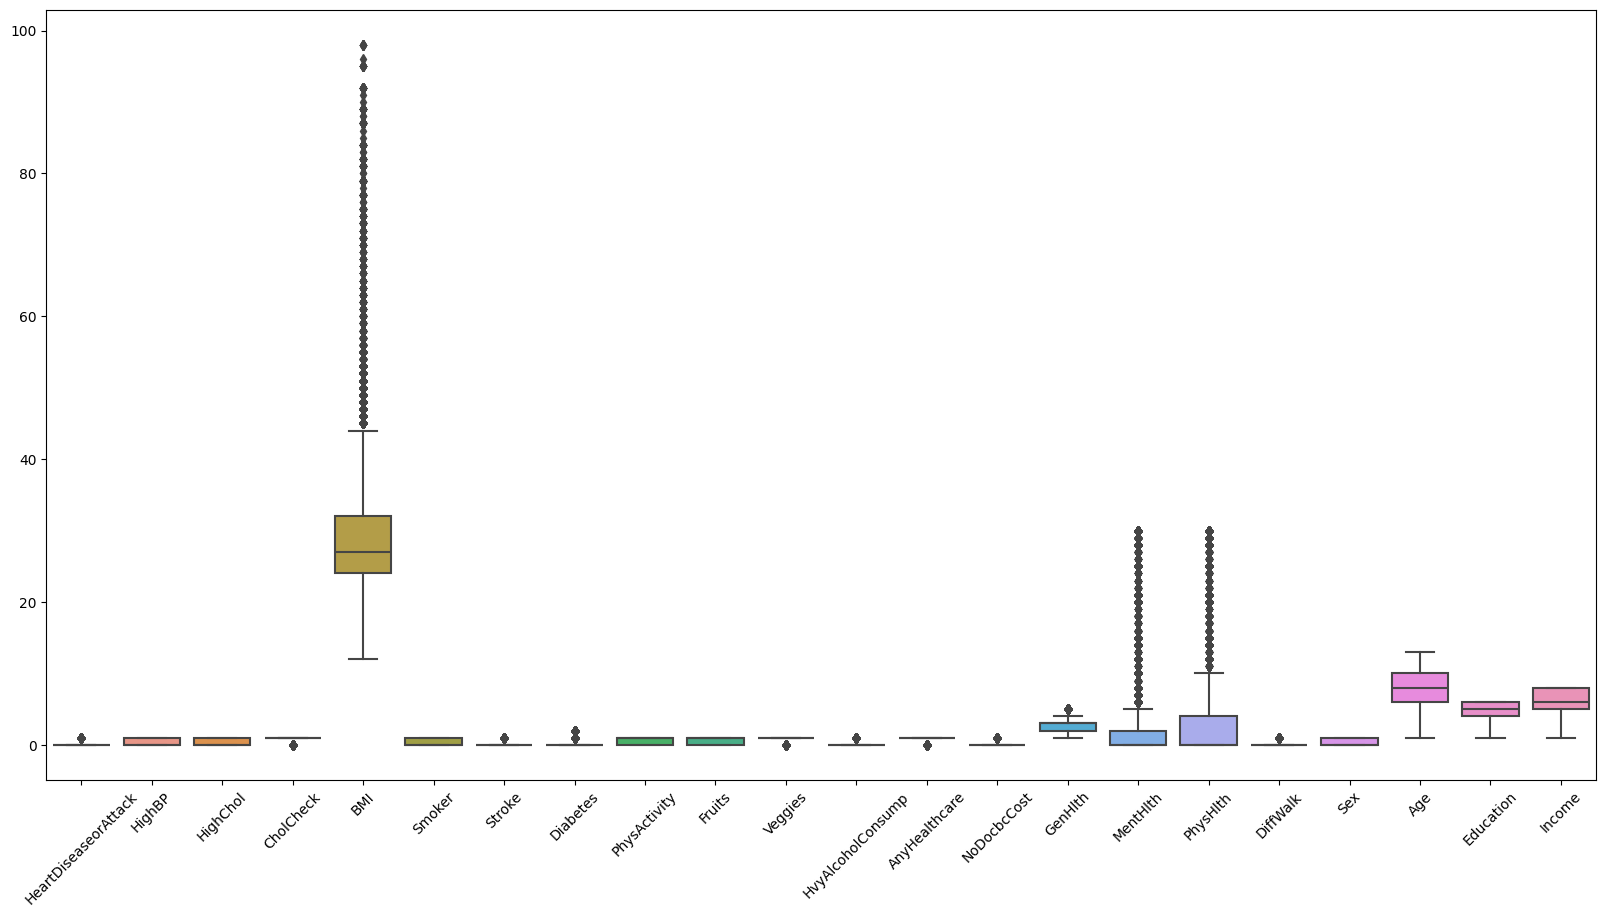 100
80
60
40
20
0
HeartDiseaseorAttack
HighBP
HighChol
CholCheck
BMI
Smoker
Stroke
Diabetes
PhysActivity
Fruits
Veggies
HvyAlcoholConsump
AnyHealthcare
NoDocbcCost
GenHlth
MentHlth
PhysHlth
DiffWalk
Sex
Age
Education
Income